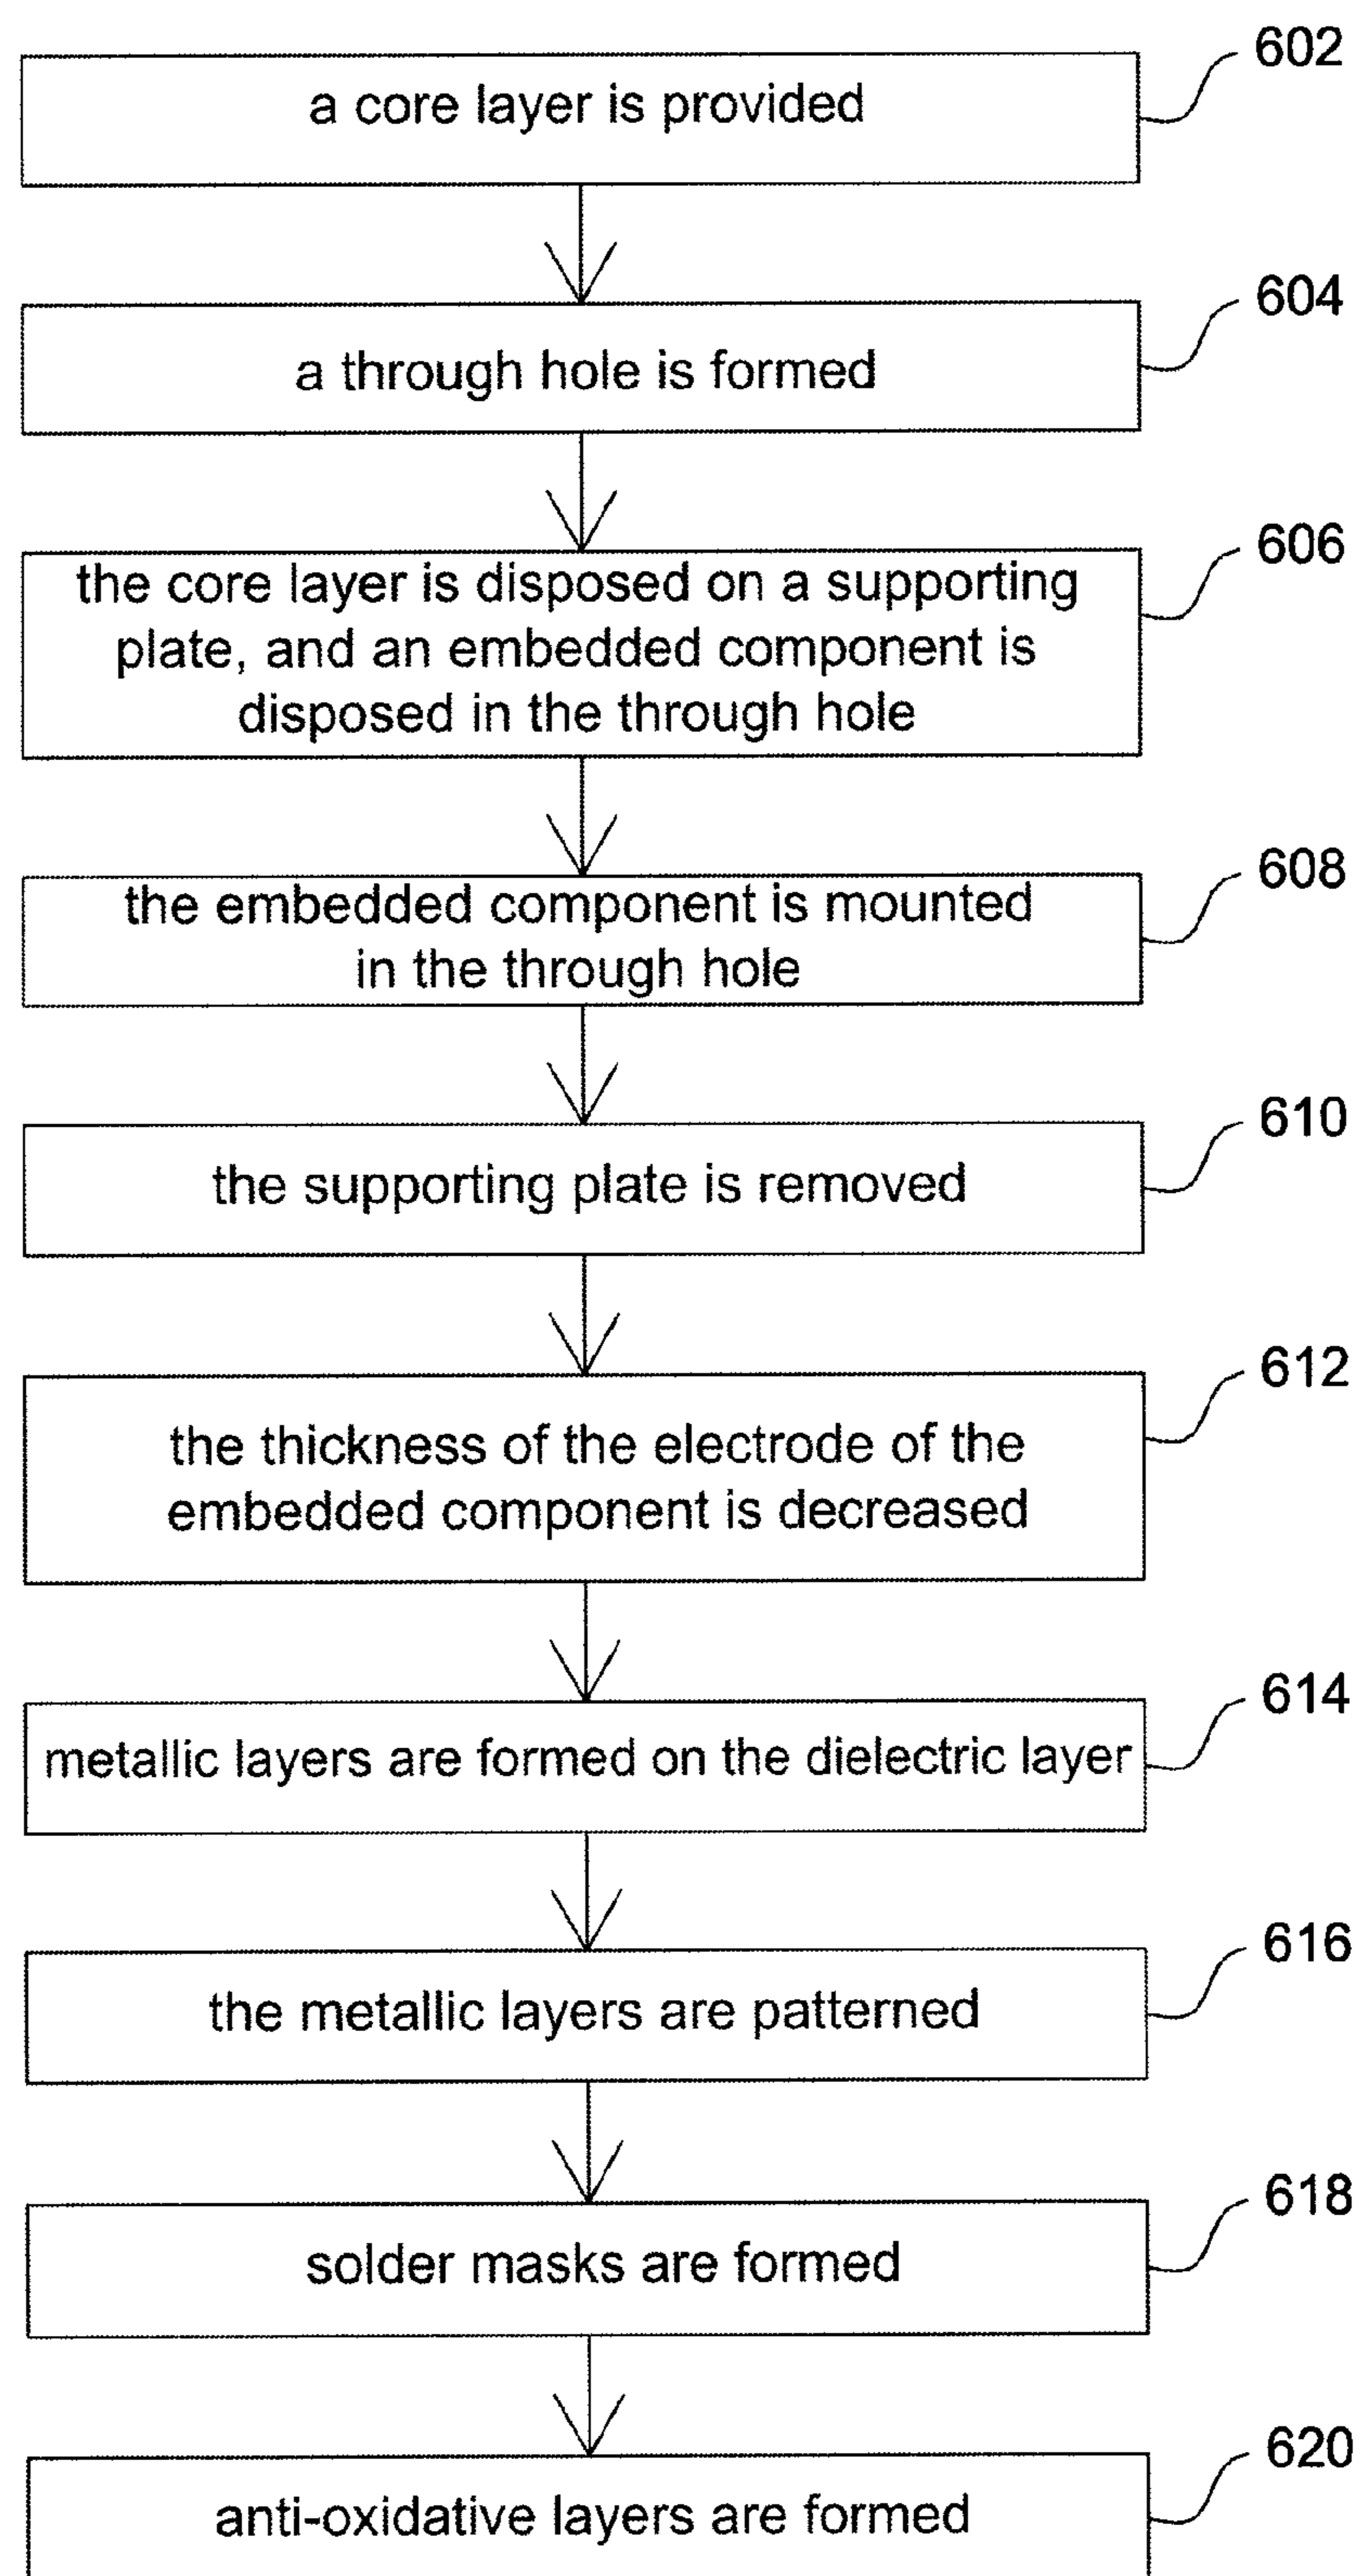 602
a core layer is provided
604
a through hole is formed
606
the core layer is disposed on a supporting
plate, and an embedded component is
disposed in the through hole
608
the embedded component is mounted
in the through hole
610
the supporting plate is removed
612
the thickness of the electrode of the
embedded component is decreased
614
metallic layers are formed on the dielectric layer
616
the metallic layers are patterned
618
solder masks are formed
620
anti-oxidative layers are formed